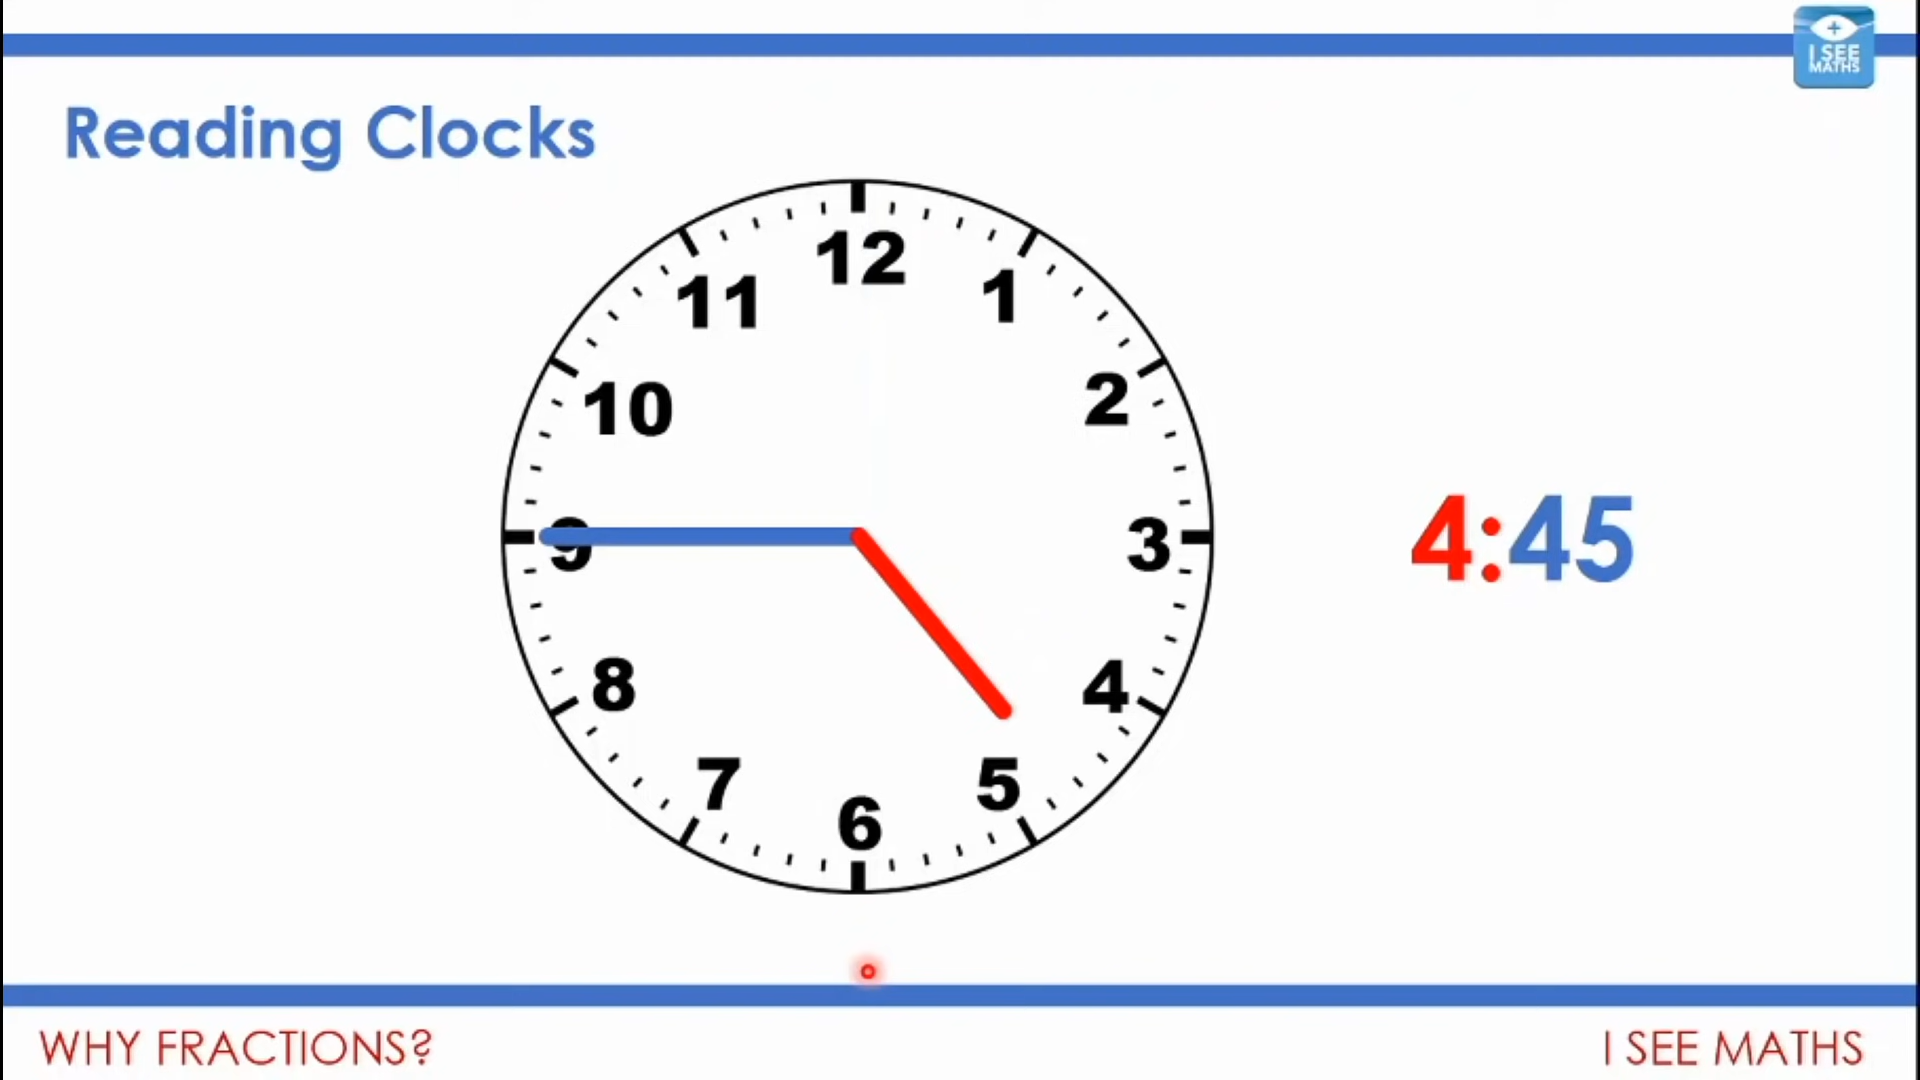 I SEE
MATHS
Reading Clocks
12
11
1
10
2
9
3
4:45
8
4
7
5
6
WHY FRACTIONS?
I SEE MATHS